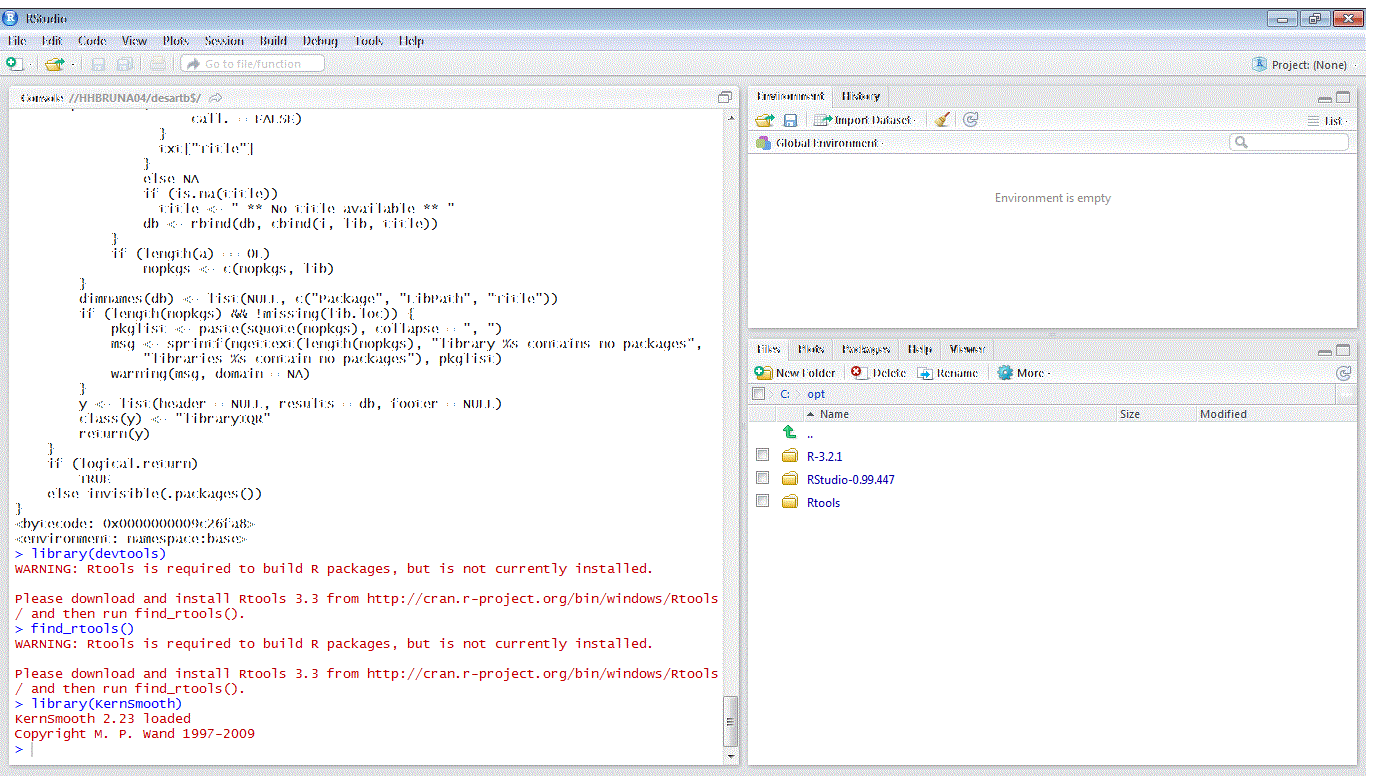 RStudio
File Edit Code View Plots Session Build Debug Tools Help
Go to file/function
Project: (None)
Console //HHBRUNA04/desartb$/
call. = FALSE)
}
txt["Title"]
}
else NA
if (is.na(title))
title <- " ** No title available ** "
db <- rbind(db, cbind(i, lib, title))
}
if (length(a) == 0L)
nopkgs <- c(nopkgs, lib)
}
dimnames(db) <- list(NULL, c("Package", "LibPath", "Title"))
if (length(nopkgs) && !missing(lib.loc)) {
pkglist <- paste(sQuote(nopkgs), collapse = ", ")
msg <- sprintf(ngettext(length(nopkgs), "library %s contains no packages",
"libraries %s contain no packages"), pkglist)
warning(msg, domain = NA)
}
y <- list(header = NULL, results = db, footer = NULL)
class(y) <- "libraryIQR"
return(y)
}
if (logical.return)
TRUE
else invisible(.packages())
}
<bytecode: 0x0000000009c26fa8>
<environment: namespace:base>
> library(devtools)
WARNING: Rtools is required to build R packages, but is not currently installed.
Please download and install Rtools 3.3 from http://cran.r-project.org/bin/windows/Rtools
/ and then run find_rtools().
> find_rtools()
WARNING: Rtools is required to build R packages, but is not currently installed.
Please download and install Rtools 3.3 from http://cran.r-project.org/bin/windows/Rtools
/ and then run find_rtools().
> library(KernSmooth)
KernSmooth 2.23 loaded
Copyright M. P. Wand 1997-2009
>
Environment History
Import Dataset
List
Global Environment
Environment is empty
Files Plots Packages Help Viewer
New Folder Delete Rename More
C: opt
Name Size Modified
..
R-3.2.1
RStudio-0.99.447
Rtools